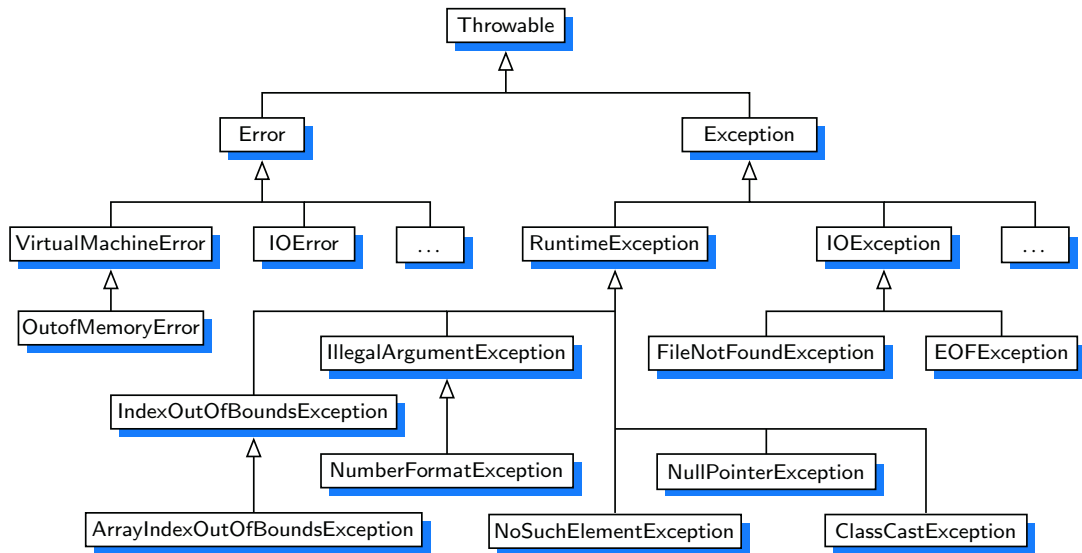 Throwable
Error
Exception
VirtualMachineError
IOError
...
RuntimeException
IOException
...
OutofMemoryError
IllegalArgumentException
FileNotFoundException
EOFException
IndexOutOfBoundsException
NumberFormatException
NullPointerException
ArrayIndexOutOfBoundsException
NoSuchElementException
ClassCastException